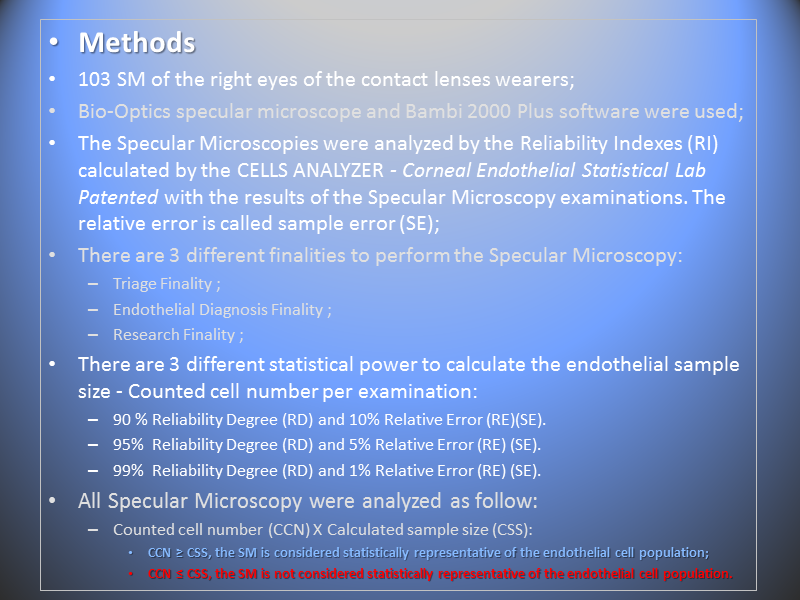 • Methods
• 103 SM of the right eyes of the contact lenses wearers;
• Bio-Optics specular microscope and Bambi 2000 Plus software were used;
• The Specular Microscopies were analyzed by the Reliability Indexes (RI)
calculated by the CELLS ANALYZER - Corneal Endothelial Statistical Lab
Patented with the results of the Specular Microscopy examinations. The
relative error is called sample error (SE);
• There are 3 different finalities to perform the Specular Microscopy:
– Triage Finality ;
– Endothelial Diagnosis Finality ;
– Research Finality ;
• There are 3 different statistical power to calculate the endothelial sample
size - Counted cell number per examination:
– 90 % Reliability Degree (RD) and 10% Relative Error (RE)(SE).
– 95% Reliability Degree (RD) and 5% Relative Error (RE) (SE).
– 99% Reliability Degree (RD) and 1% Relative Error (RE) (SE).
• All Specular Microscopy were analyzed as follow:
– Counted cell number (CCN) X Calculated sample size (CSS):
• CCN ≥ CSS, the SM is considered statistically representative of the endothelial cell population;
• CCN ≤ CSS, the SM is not considered statistically representative of the endothelial cell population.